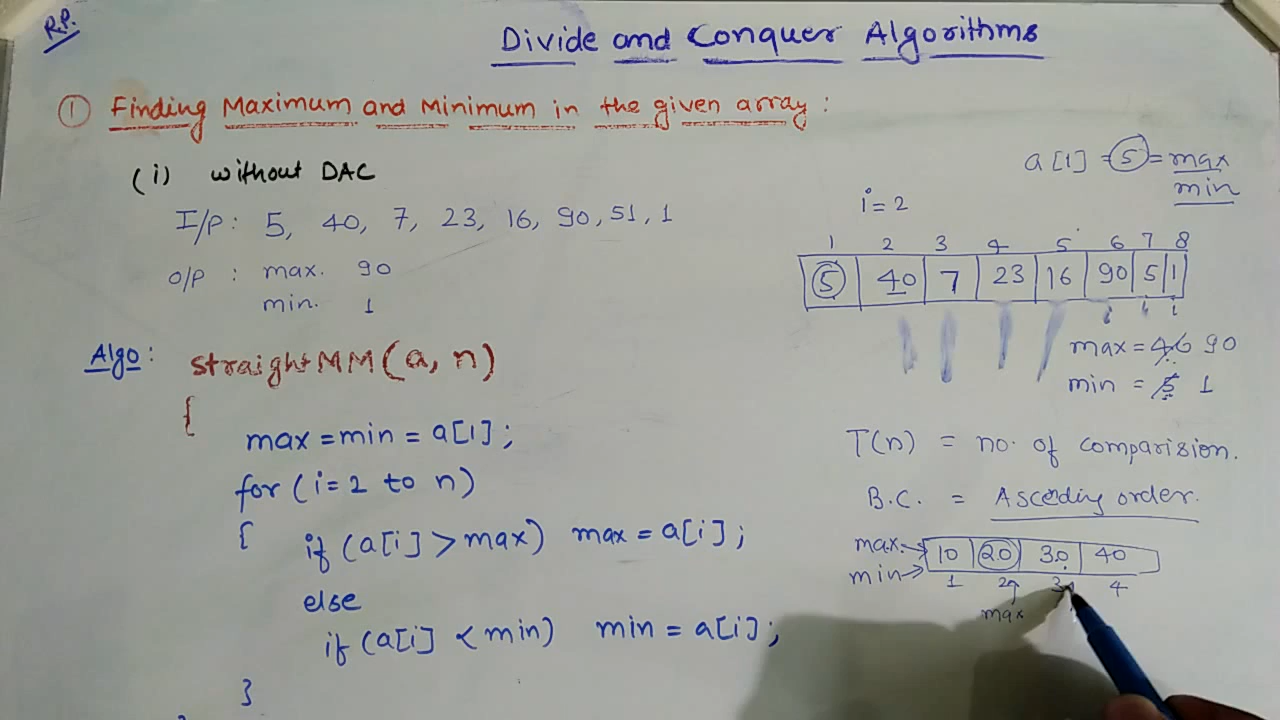 R.P.
Divide and Conquer Algorithms
① Finding Maximum and Minimum in the given array :
(i) without DAC
I/P : 5, 40, 7, 23, 16, 90, 51, 1
O/P : max. 90
min. 1
Algo :
straightMM(a, n)
{
max = min = a[1] ;
for (i = 2 to n)
{ if (a[i] > max) max = a[i] ;
else
if (a[i] < min) min = a[i] ;
}
a[1] = 5 = max
min
i = 2
1 2 3 4 5 6 7 8
5 40 7 23 16 90 5 1
i i i
max = 40 90
min = 5 1
T(n) = no. of comparision.
B.C. = Ascediy order.
max. → 10 20 30 40
min →
1 2 3 4
max